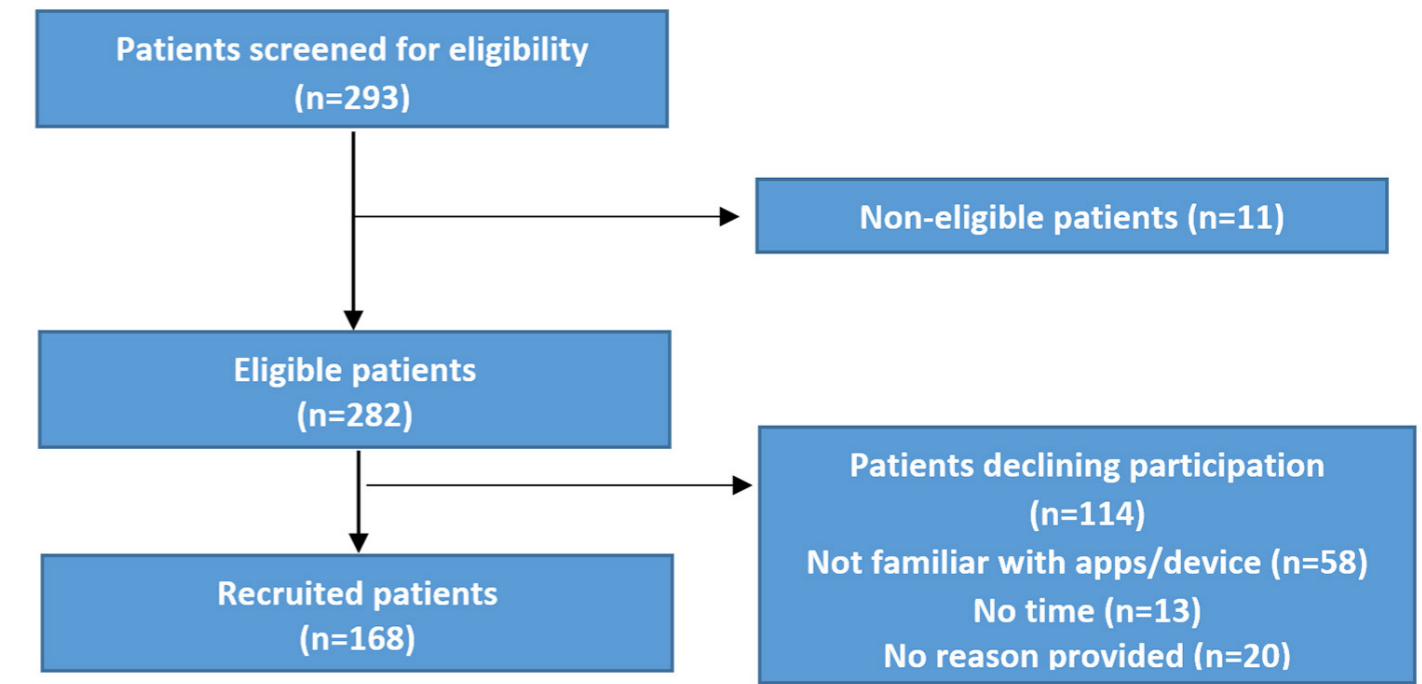 Patients screened for eligibility
(n=293)
Non-eligible patients (n=11)
Eligible patients
(n=282)
Patients declining participation
(n=114)
Not familiar with apps/device (n=58)
No time (n=13)
No reason provided (n=20)
Recruited patients
(n=168)